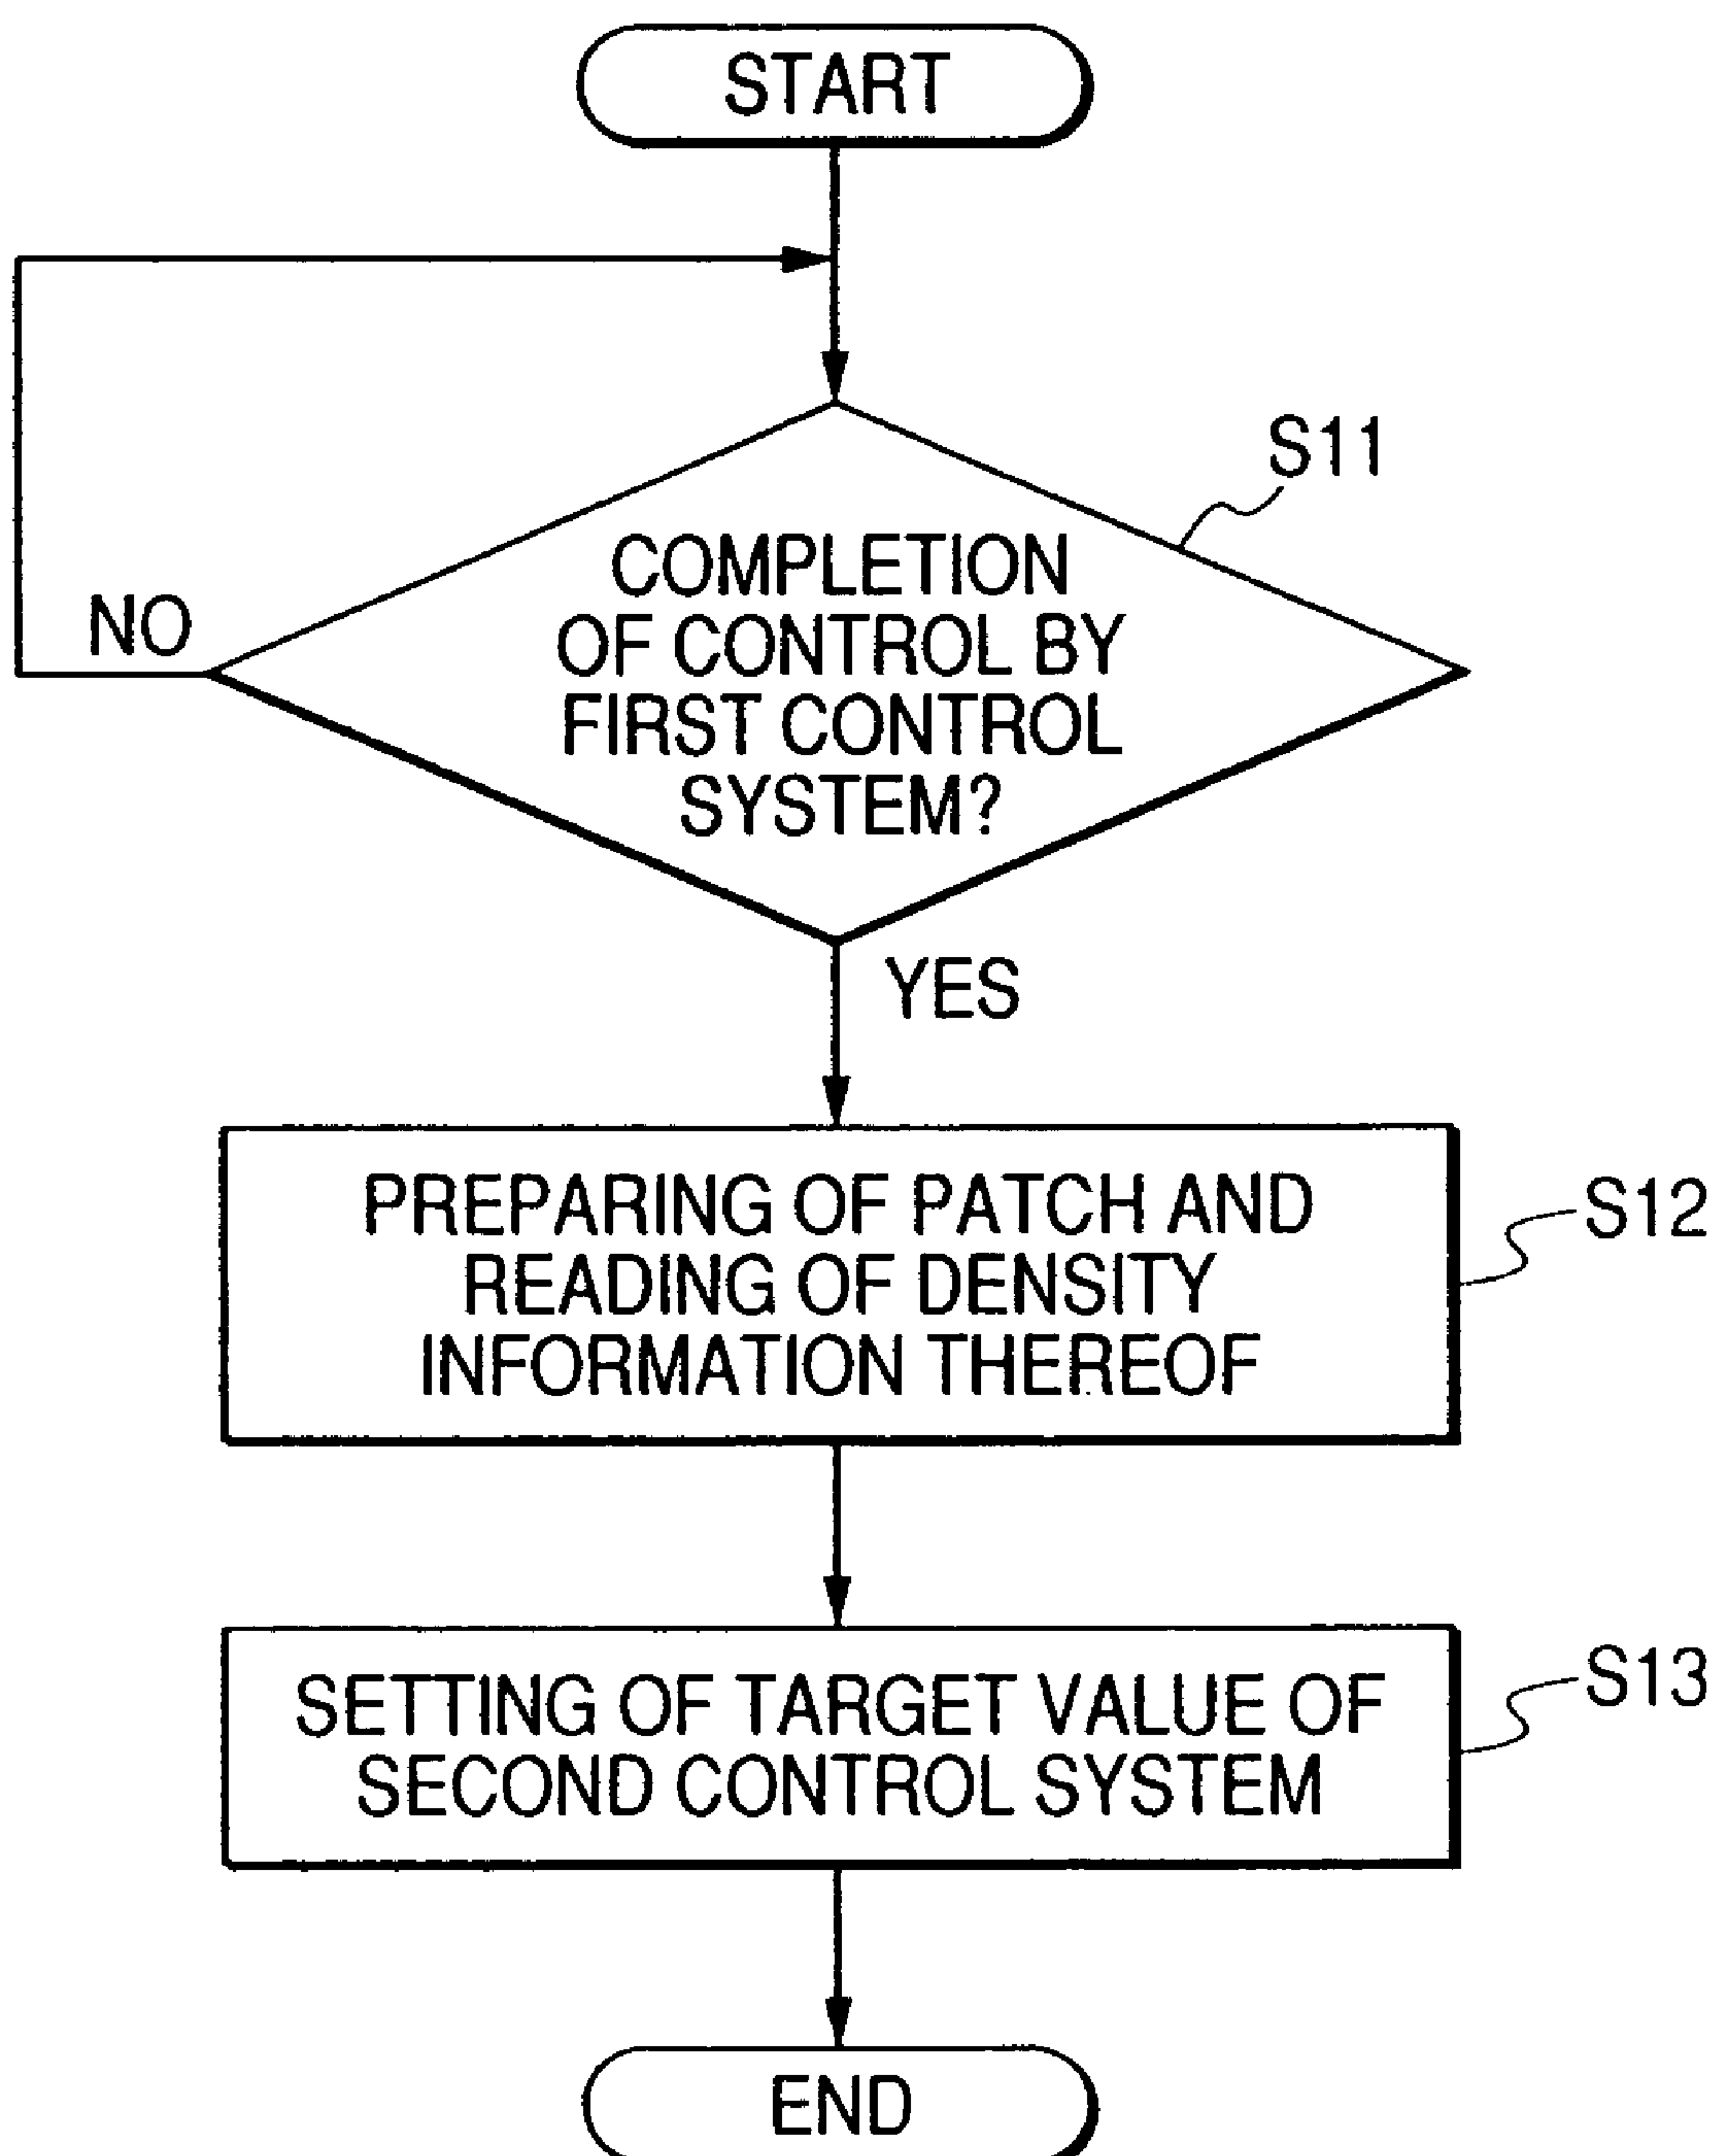 START
S11
COMPLETION
OF CONTROL BY
FIRST CONTROL
SYSTEM?
NO
YES
PREPARING OF PATCH AND
READING OF DENSITY
INFORMATION THEREOF
S12
SETTING OF TARGET VALUE OF
SECOND CONTROL SYSTEM
S13
END